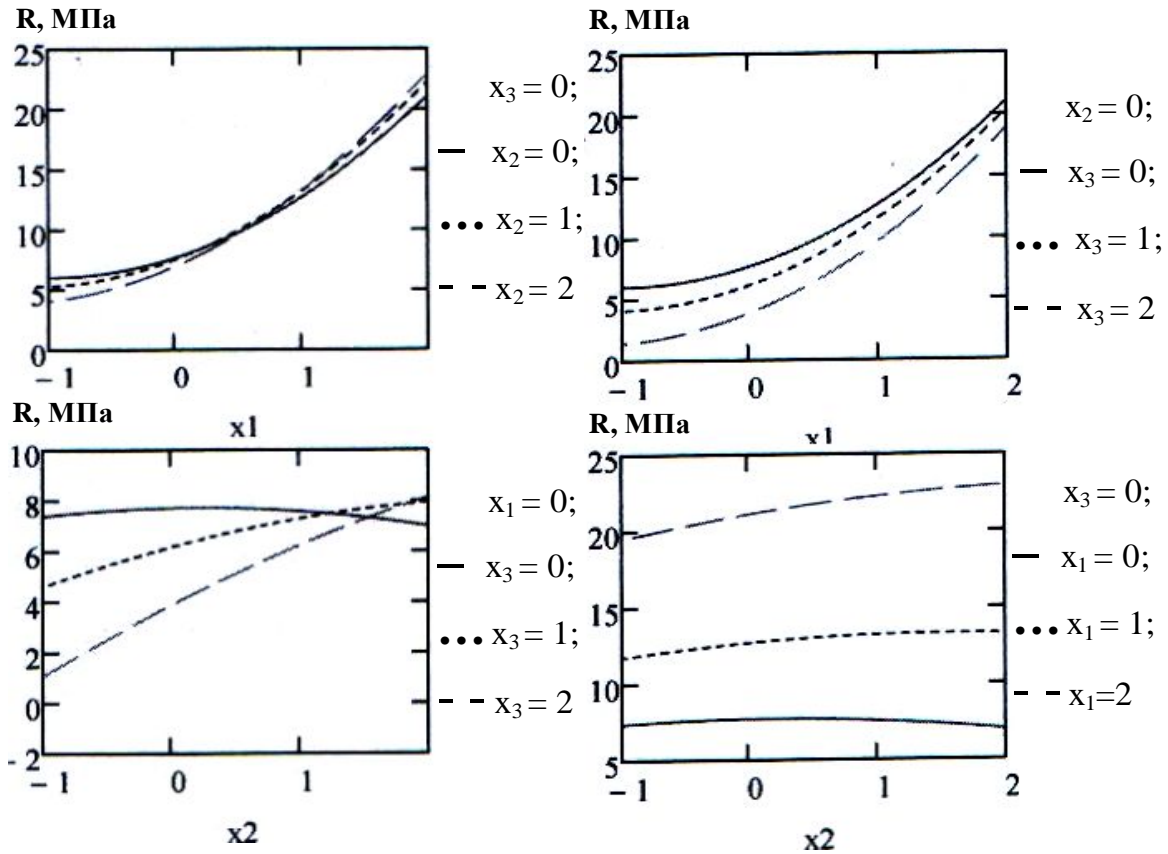 R, МПа
25
20
15
10
5
0
– 1
0
1
x1
x₃ = 0;
— x₂ = 0;
••• x₂ = 1;
– – x₂ = 2
R, МПа
25
20
15
10
5
0
– 1
0
1
2
x1
x₂ = 0;
— x₃ = 0;
••• x₃ = 1;
– – x₃ = 2
R, МПа
10
8
6
4
2
0
– 2
0
1
x2
x₁ = 0;
— x₃ = 0;
••• x₃ = 1;
– – x₃ = 2
R, МПа
25
20
15
10
5
– 1
0
1
2
x2
x₃ = 0;
— x₁ = 0;
••• x₁ = 1;
– – x₁=2